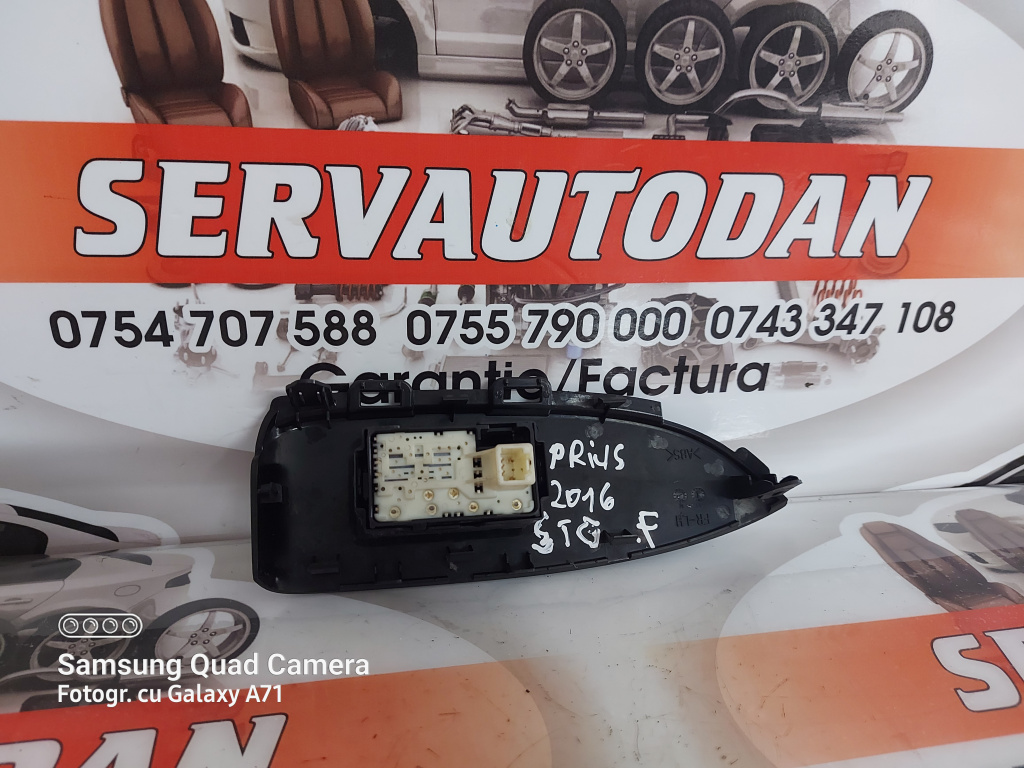 SERVAUTODAN
0754 707 588 0755 790 000 0743 347 108
Garantie/Factura
PRiUS
2016
STG F
Samsung Quad Camera
Fotogr. cu Galaxy A71
DAN
S